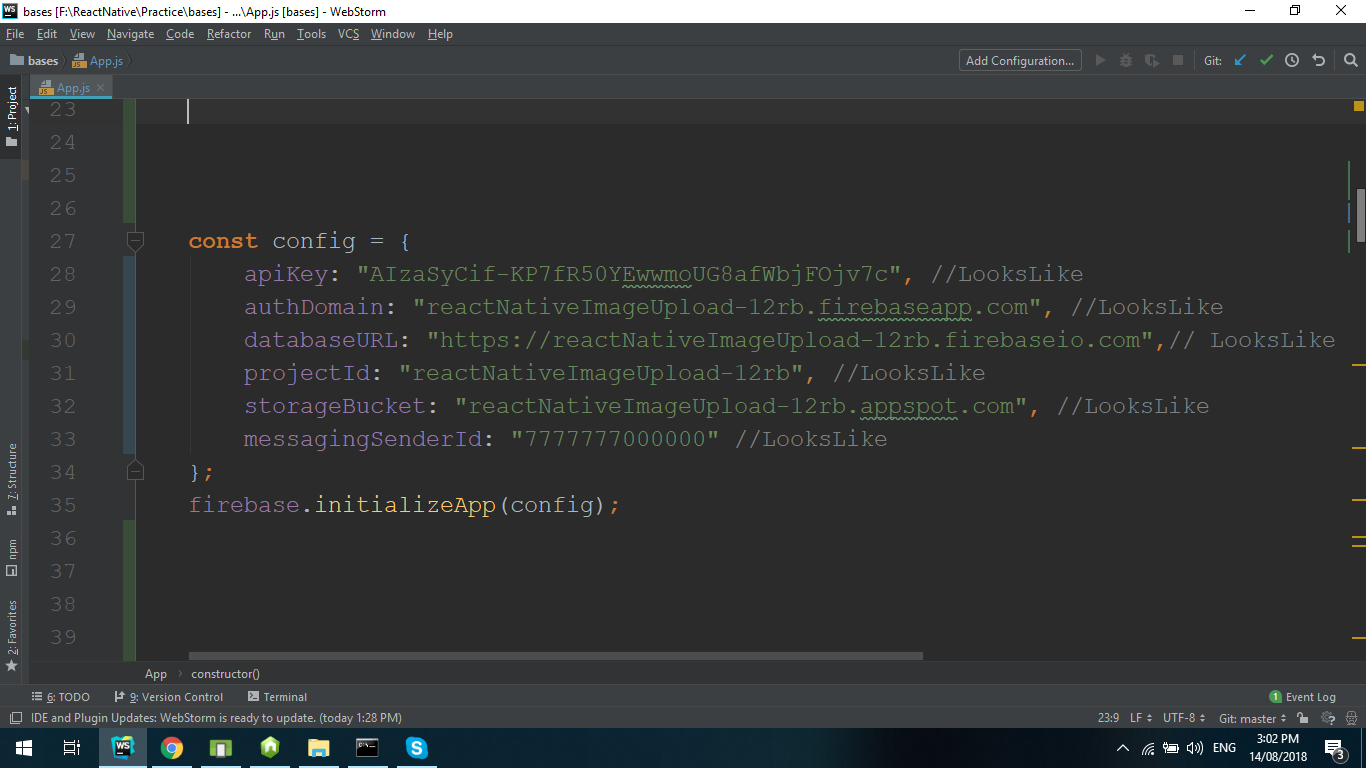 bases [F:\ReactNative\Practice\bases] - ...\App.js [bases] - WebStorm
File Edit View Navigate Code Refactor Run Tools VCS Window Help
bases App.js Add Configuration... Git:
App.js
1: Project
7: Structure
npm
2: Favorites
23
24
25
26
27 const config = {
28 apiKey: "AIzaSyCif-KP7fR50YEwwmoUG8afWbjFOjv7c", //LooksLike
29 authDomain: "reactNativeImageUpload-12rb.firebaseapp.com", //LooksLike
30 databaseURL: "https://reactNativeImageUpload-12rb.firebaseio.com",// LooksLike
31 projectId: "reactNativeImageUpload-12rb", //LooksLike
32 storageBucket: "reactNativeImageUpload-12rb.appspot.com", //LooksLike
33 messagingSenderId: "7777777000000" //LooksLike
34 };
35 firebase.initializeApp(config);
36
37
38
39
App constructor()
6: TODO 9: Version Control Terminal 1 Event Log
IDE and Plugin Updates: WebStorm is ready to update. (today 1:28 PM) 23:9 LF UTF-8 Git: master
ENG 3:02 PM
14/08/2018 3